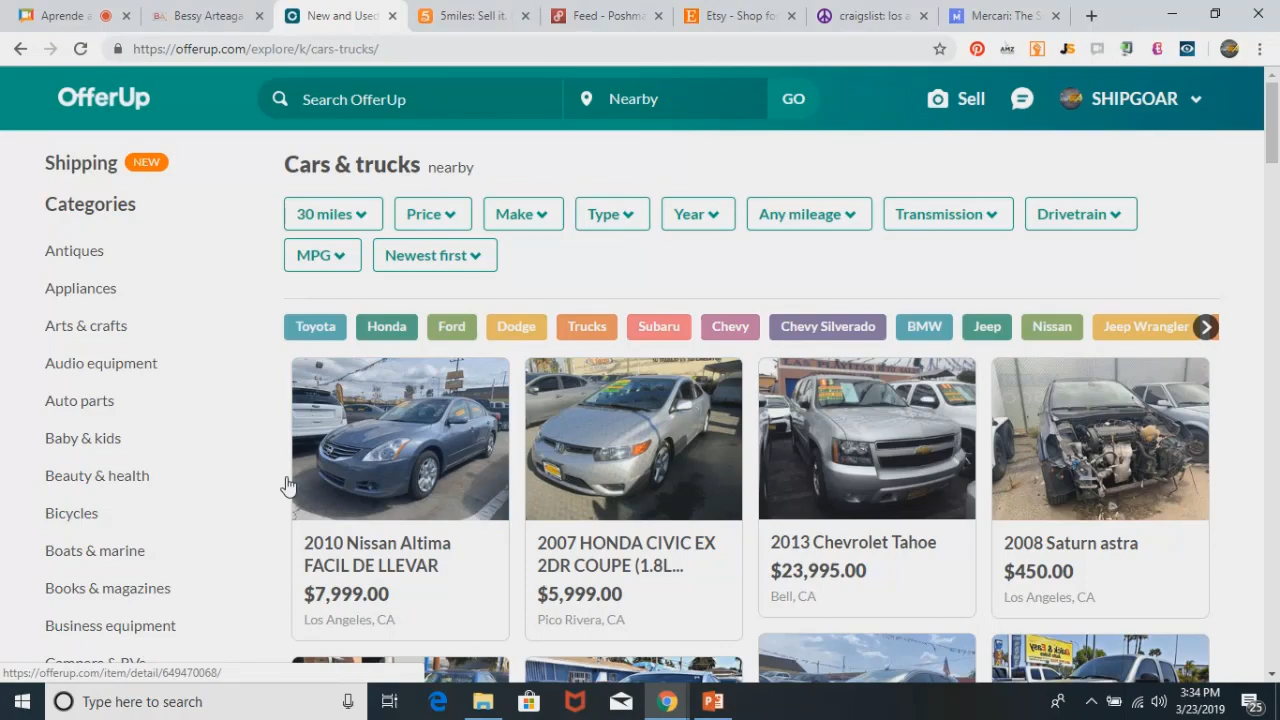 Aprende a
Bessy Arteaga
New and Used
5miles: Sell it.
Feed - Poshma
Etsy - Shop fo
craigslist: los a
Mercari: The S
https://offerup.com/explore/k/cars-trucks/
OfferUp
Search OfferUp
Nearby
GO
Sell
SHIPGOAR
Shipping NEW
Categories
Antiques
Appliances
Arts & crafts
Audio equipment
Auto parts
Baby & kids
Beauty & health
Bicycles
Boats & marine
Books & magazines
Business equipment
Campers & RVs
Cars & trucks nearby
30 miles
Price
Make
Type
Year
Any mileage
Transmission
Drivetrain
MPG
Newest first
Toyota
Honda
Ford
Dodge
Trucks
Subaru
Chevy
Chevy Silverado
BMW
Jeep
Nissan
Jeep Wrangler
2010 Nissan Altima
FACIL DE LLEVAR
$7,999.00
Los Angeles, CA
2007 HONDA CIVIC EX
2DR COUPE (1.8L...
$5,999.00
Pico Rivera, CA
2013 Chevrolet Tahoe
$23,995.00
Bell, CA
2008 Saturn astra
$450.00
Los Angeles, CA
Quick & Easy
https://offerup.com/item/detail/649470068/
Type here to search
3:34 PM
3/23/2019
25